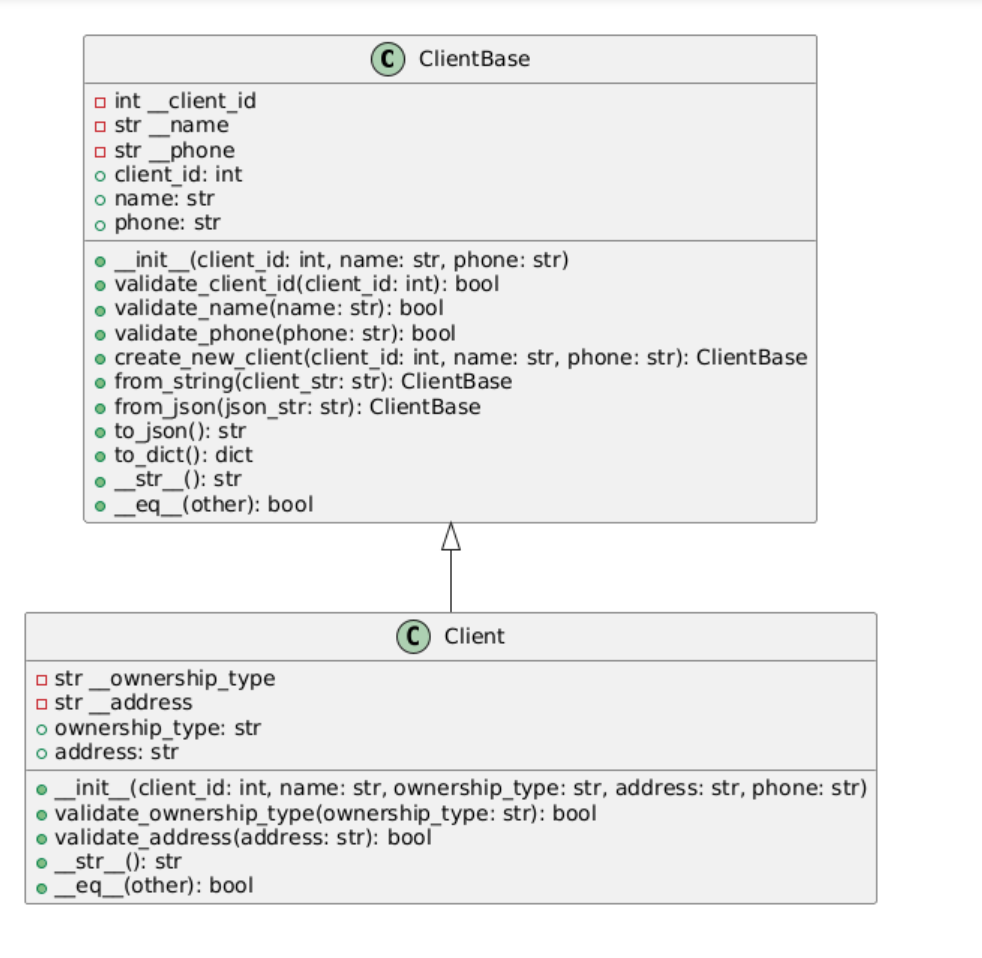 C ClientBase
int __client_id
str __name
str __phone
client_id: int
name: str
phone: str
__init__(client_id: int, name: str, phone: str)
validate_client_id(client_id: int): bool
validate_name(name: str): bool
validate_phone(phone: str): bool
create_new_client(client_id: int, name: str, phone: str): ClientBase
from_string(client_str: str): ClientBase
from_json(json_str: str): ClientBase
to_json(): str
to_dict(): dict
__str__(): str
__eq__(other): bool
C Client
str __ownership_type
str __address
ownership_type: str
address: str
__init__(client_id: int, name: str, ownership_type: str, address: str, phone: str)
validate_ownership_type(ownership_type: str): bool
validate_address(address: str): bool
__str__(): str
__eq__(other): bool